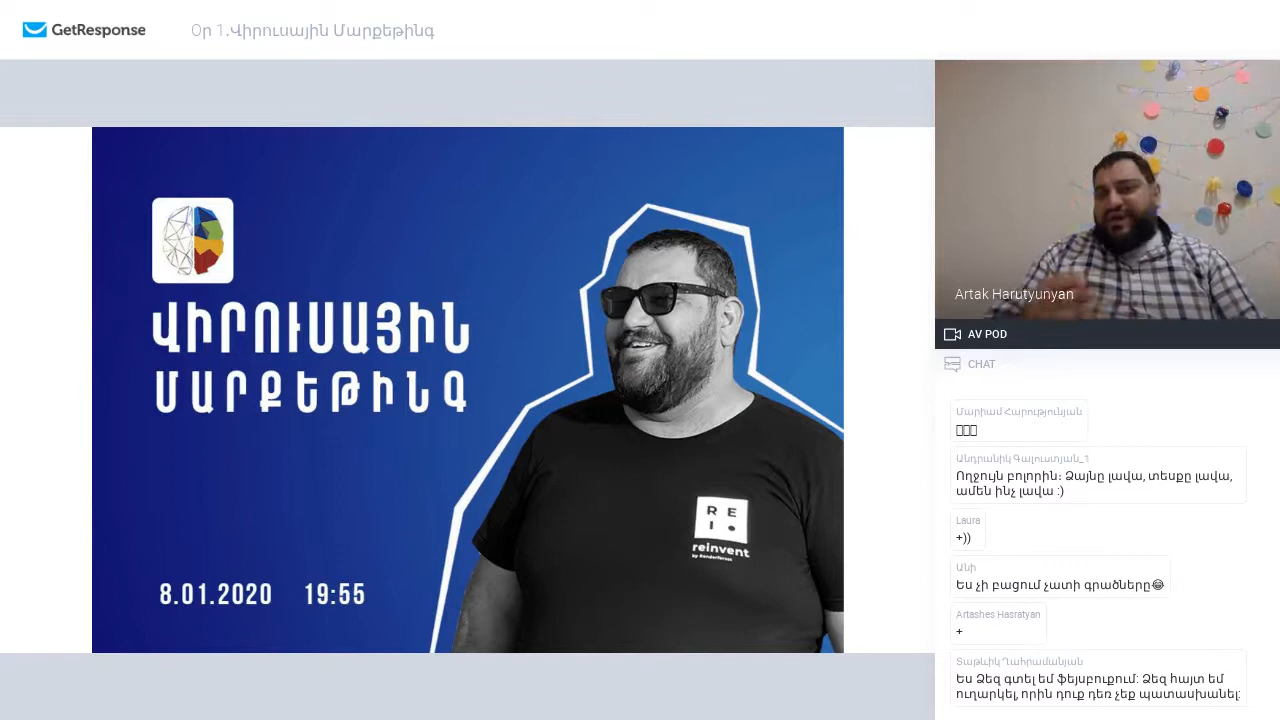 GetResponse
Օր 1.Վիրուսային Մարքեթինգ
ՎԻՐՈՒՍԱՅԻՆ
ՄԱՐՔԵԹԻՆԳ
8.01.2020 19:55
R E
I
reinvent
by Renderforest
Artak Harutyunyan
AV POD
CHAT
Մարիամ Հարությունյան
Անդրանիկ Գալուստյան_1
Ողջույն բոլորին։ Ձայնը լավա, տեսքը լավա,
ամեն ինչ լավա :)
Laura
+))
Անի
Ես չի բացում չատի գրածները😂
Artashes Hasratyan
+
Տաթևիկ Ղահրամանյան
Ես Ձեզ գտել եմ ֆեյսբուքում: Ձեզ հայտ եմ
ուղարկել, որին դուք դեռ չեք պատասխանել: